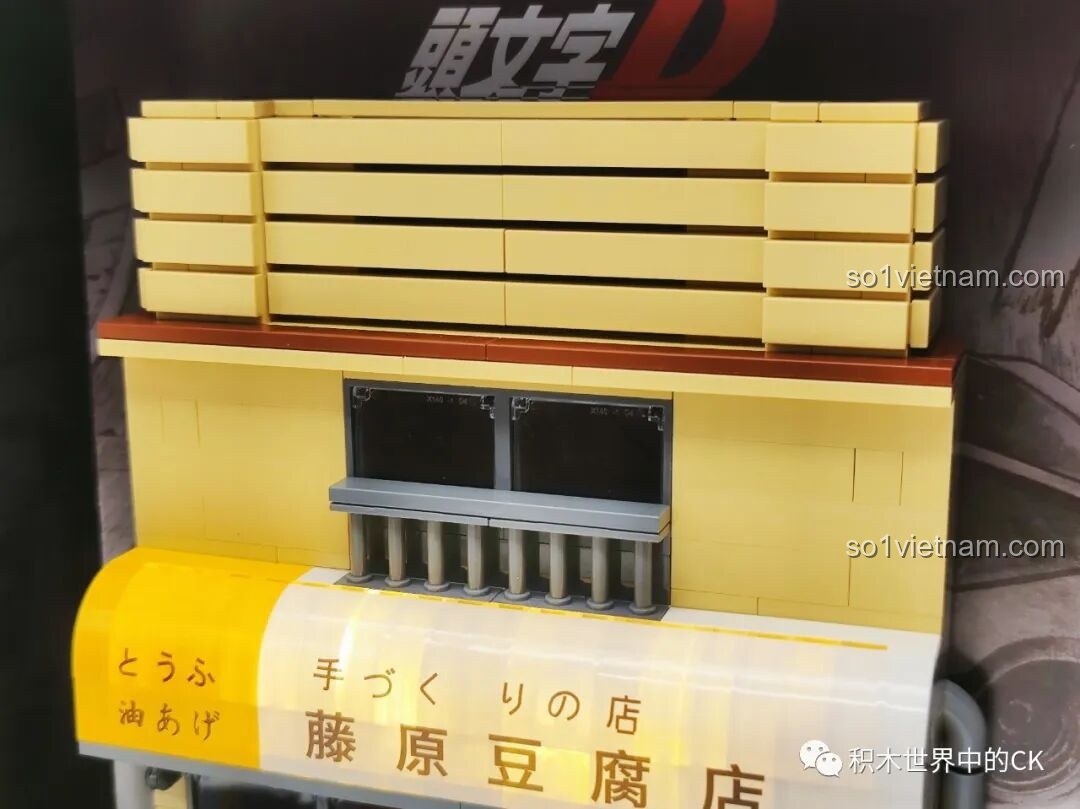 頭文字D
so1vietnam.com
so1vietnam.com
とうふ
油あげ
手づくりの店
藤原豆腐店
积木世界中的CK